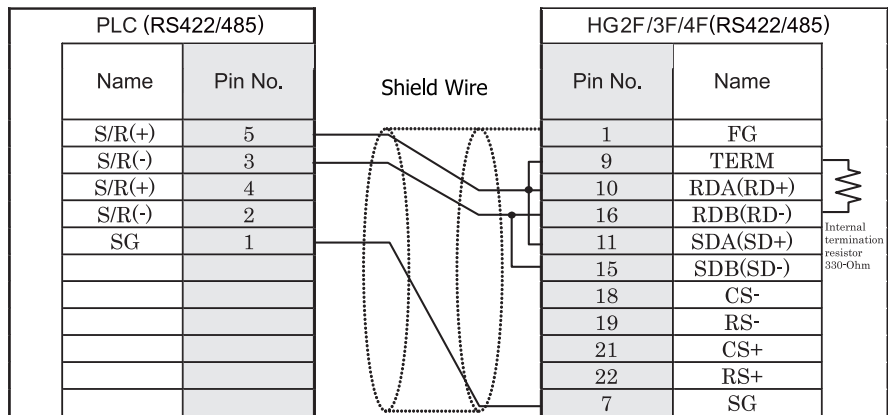 PLC (RS422/485) HG2F/3F/4F(RS422/485)
Name Pin No. Shield Wire Pin No. Name
S/R(+) 5 1 FG
S/R(-) 3 9 TERM
S/R(+) 4 10 RDA(RD+)
S/R(-) 2 16 RDB(RD-)
SG 1 11 SDA(SD+)
15 SDB(SD-)
18 CS-
19 RS-
21 CS+
22 RS+
7 SG
Internal
termination
resistor
330-Ohm